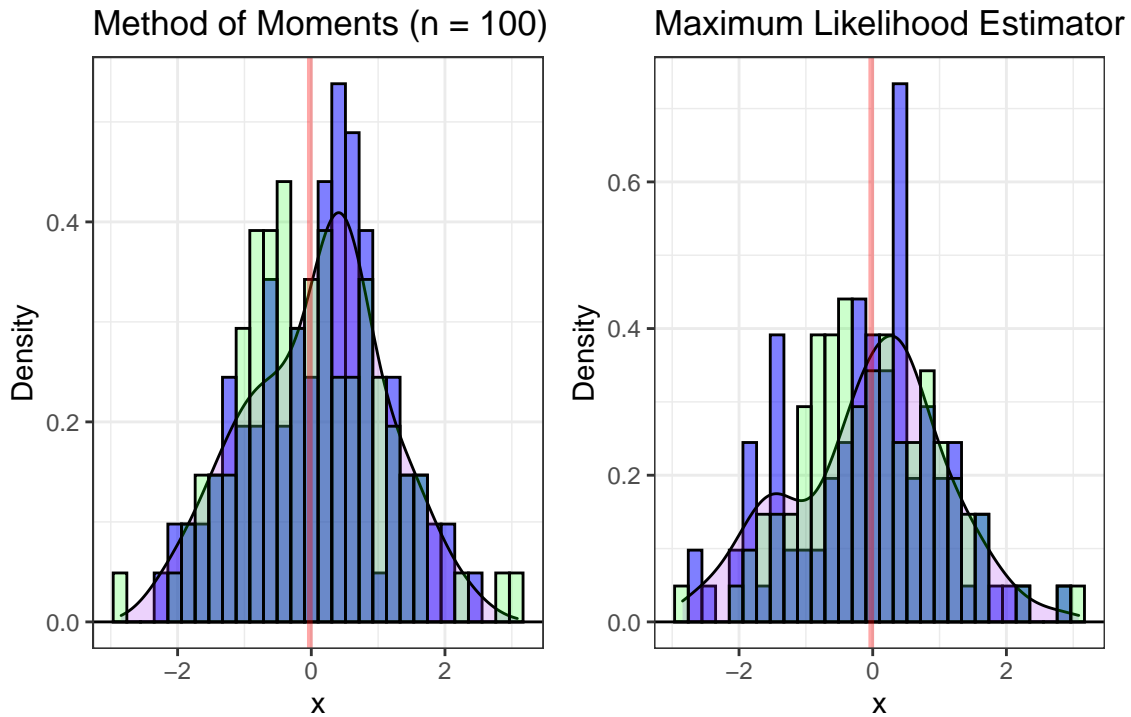 Method of Moments (n = 100)
Density
0.4
0.2
0.0
−2
0
2
x
Maximum Likelihood Estimator
Density
0.6
0.4
0.2
0.0
−2
0
2
x